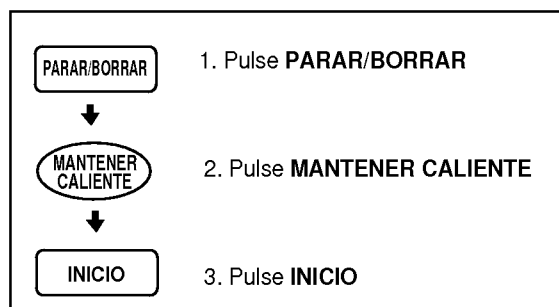 PARAR/BORRAR
1. Pulse PARAR/BORRAR
MANTENER
CALIENTE
2. Pulse MANTENER CALIENTE
INICIO
3. Pulse INICIO